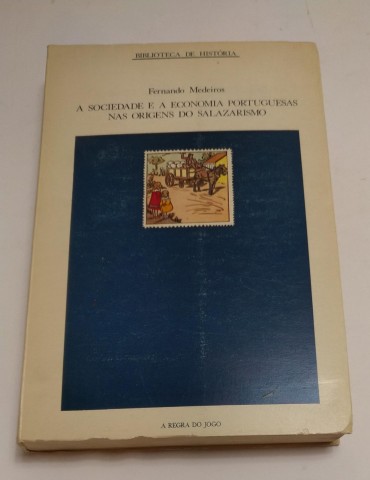 BIBLIOTECA DE HISTÓRIA
Fernando Medeiros
A SOCIEDADE E A ECONOMIA PORTUGUESAS
NAS ORIGENS DO SALAZARISMO
A REGRA DO JOGO